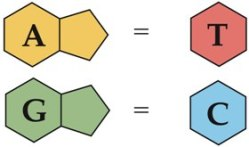 A = T
G = C